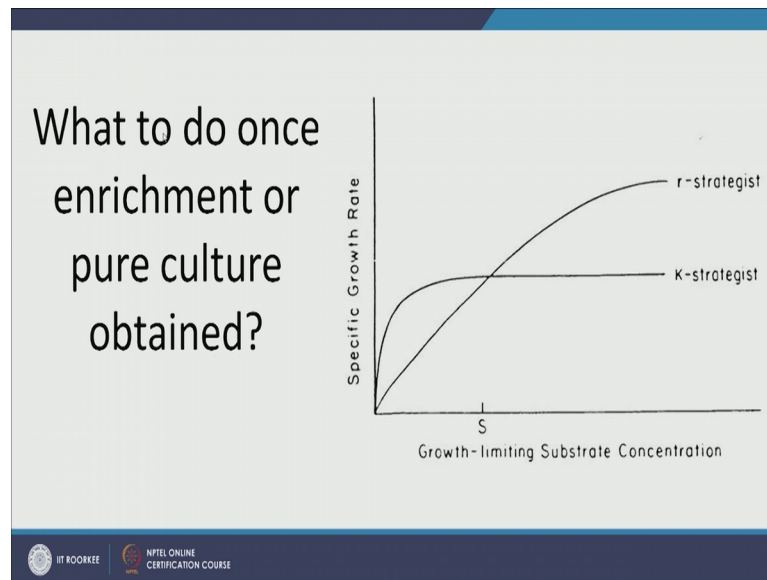 What to do once
enrichment or
pure culture
obtained?
Specific Growth Rate
r-strategist
K-strategist
S
Growth-limiting Substrate Concentration
IIT ROORKEE
NPTEL
NPTEL ONLINE
CERTIFICATION COURSE